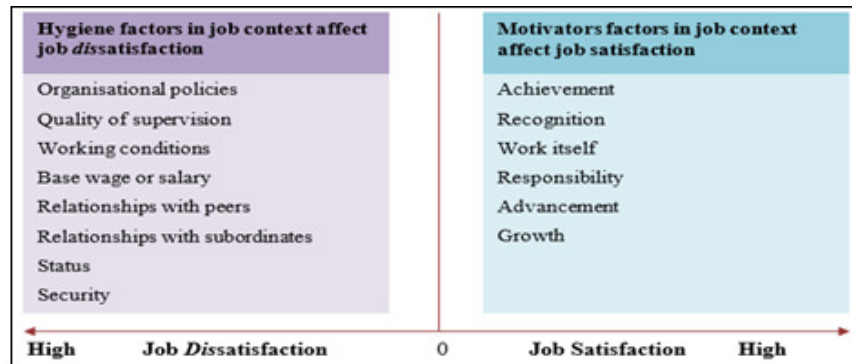 Hygiene factors in job context affect
job dissatisfaction
Organisational policies
Quality of supervision
Working conditions
Base wage or salary
Relationships with peers
Relationships with subordinates
Status
Security
Motivators factors in job context
affect job satisfaction
Achievement
Recognition
Work itself
Responsibility
Advancement
Growth
High Job Dissatisfaction 0 Job Satisfaction High